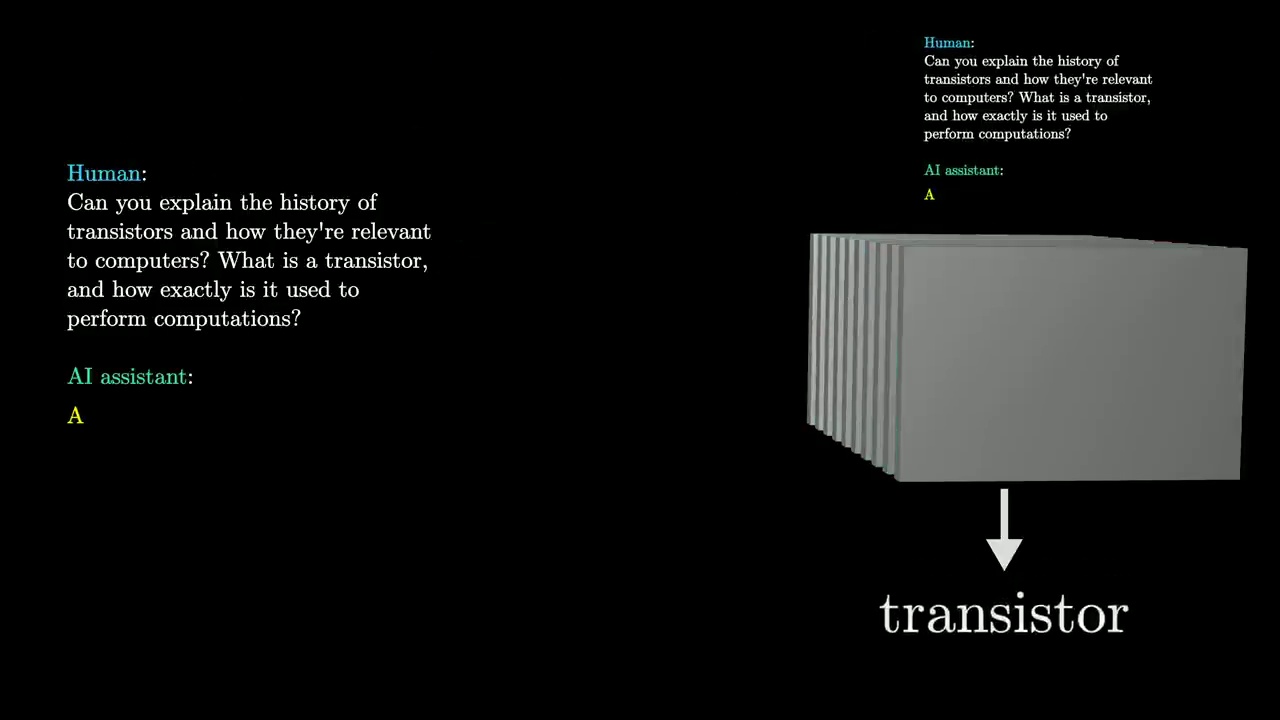 Human:
Can you explain the history of
transistors and how they're relevant
to computers? What is a transistor,
and how exactly is it used to
perform computations?
AI assistant:
A
Human:
Can you explain the history of
transistors and how they're relevant
to computers? What is a transistor,
and how exactly is it used to
perform computations?
AI assistant:
A
transistor